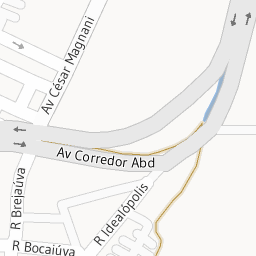 Av César Magnani
Av Corredor Abd
R Brejaúva
R Idealópolis
R Bocaiúva